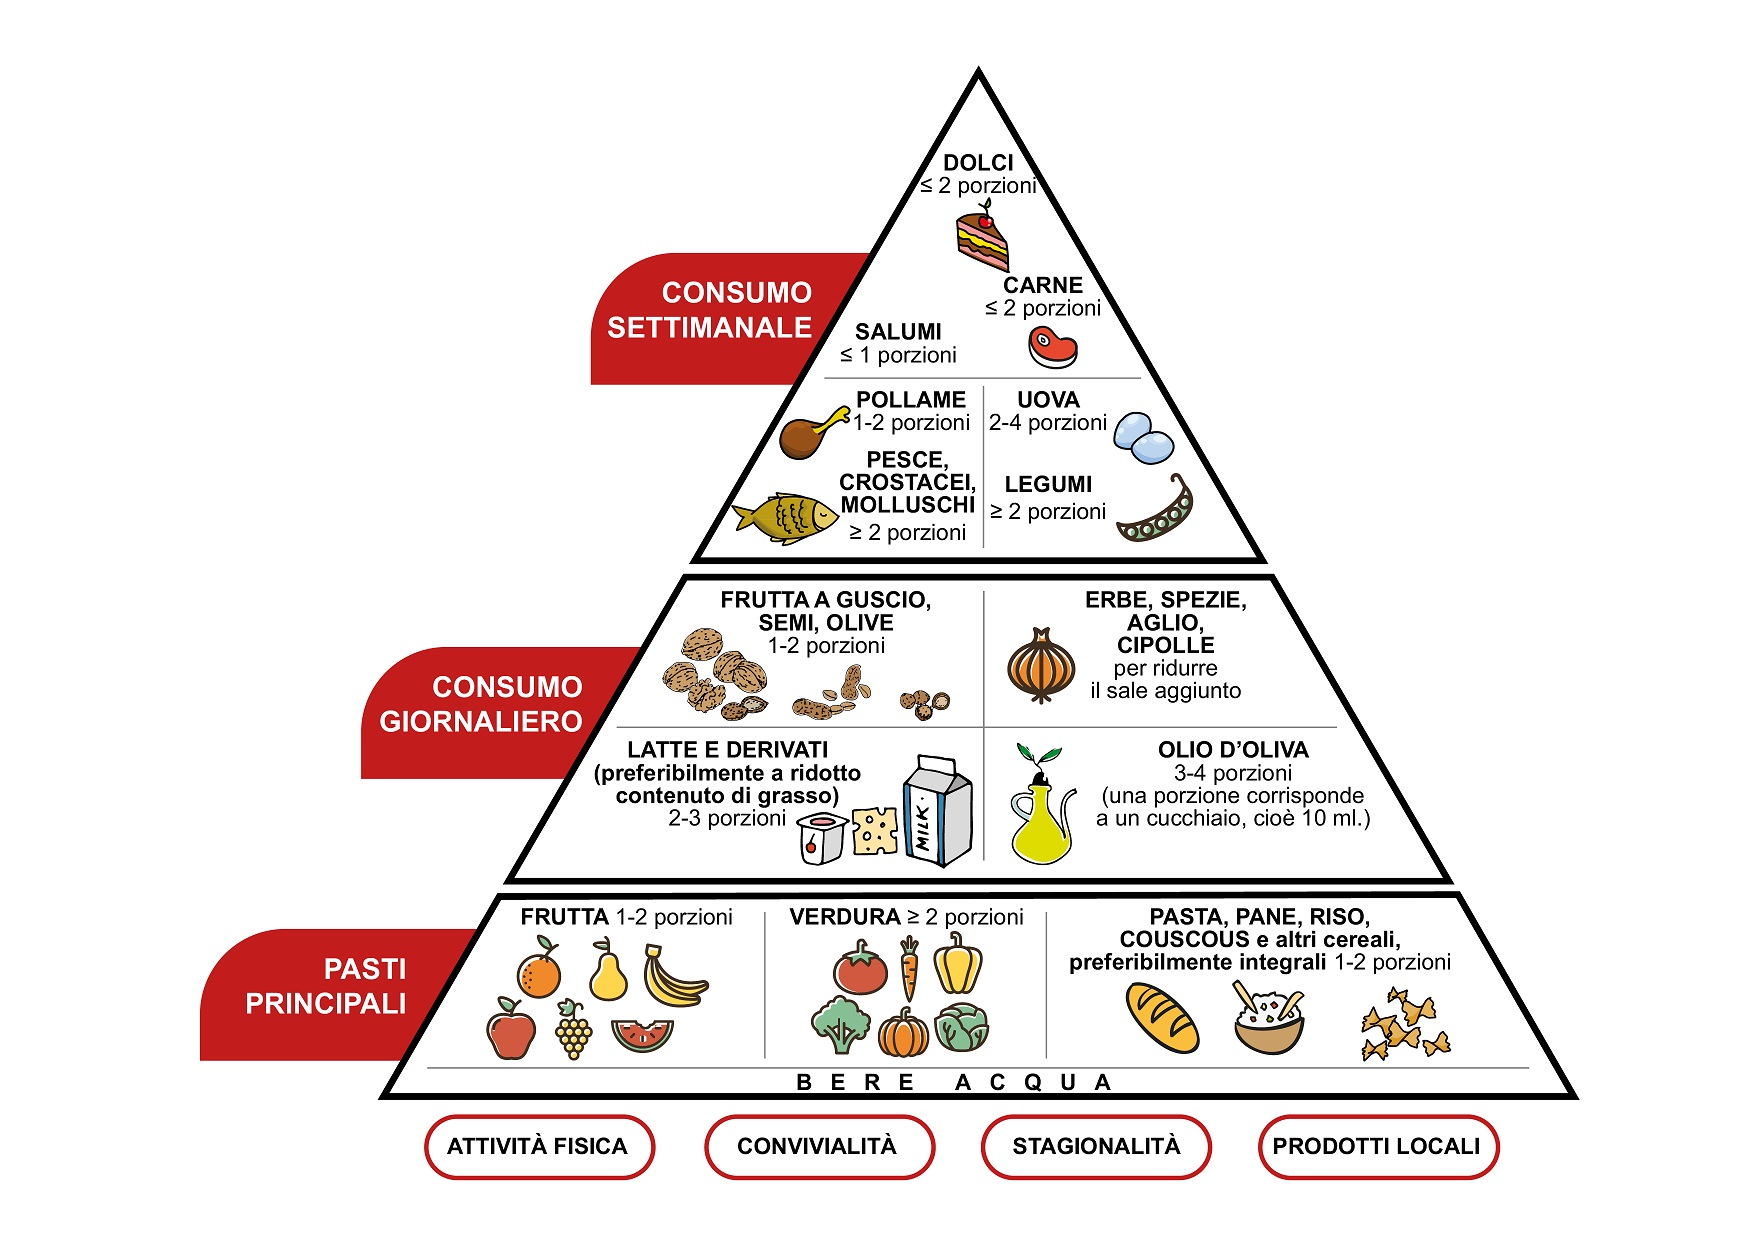 DOLCI
≤ 2 porzioni
CARNE
≤ 2 porzioni
CONSUMO
SETTIMANALE
SALUMI
≤ 1 porzioni
POLLAME
1-2 porzioni
UOVA
2-4 porzioni
PESCE,
CROSTACEI,
MOLLUSCHI
≥ 2 porzioni
LEGUMI
≥ 2 porzioni
FRUTTA A GUSCIO,
SEMI, OLIVE
1-2 porzioni
ERBE, SPEZIE,
AGLIO,
CIPOLLE
per ridurre
il sale aggiunto
CONSUMO
GIORNALIERO
LATTE E DERIVATI
(preferibilmente a ridotto
contenuto di grasso)
2-3 porzioni
MILK
OLIO D’OLIVA
3-4 porzioni
(una porzione corrisponde
a un cucchiaio, cioè 10 ml.)
PASTI
PRINCIPALI
FRUTTA 1-2 porzioni
VERDURA ≥ 2 porzioni
PASTA, PANE, RISO,
COUSCOUS e altri cereali,
preferibilmente integrali 1-2 porzioni
BERE ACQUA
ATTIVITÀ FISICA
CONVIVIALITÀ
STAGIONALITÀ
PRODOTTI LOCALI